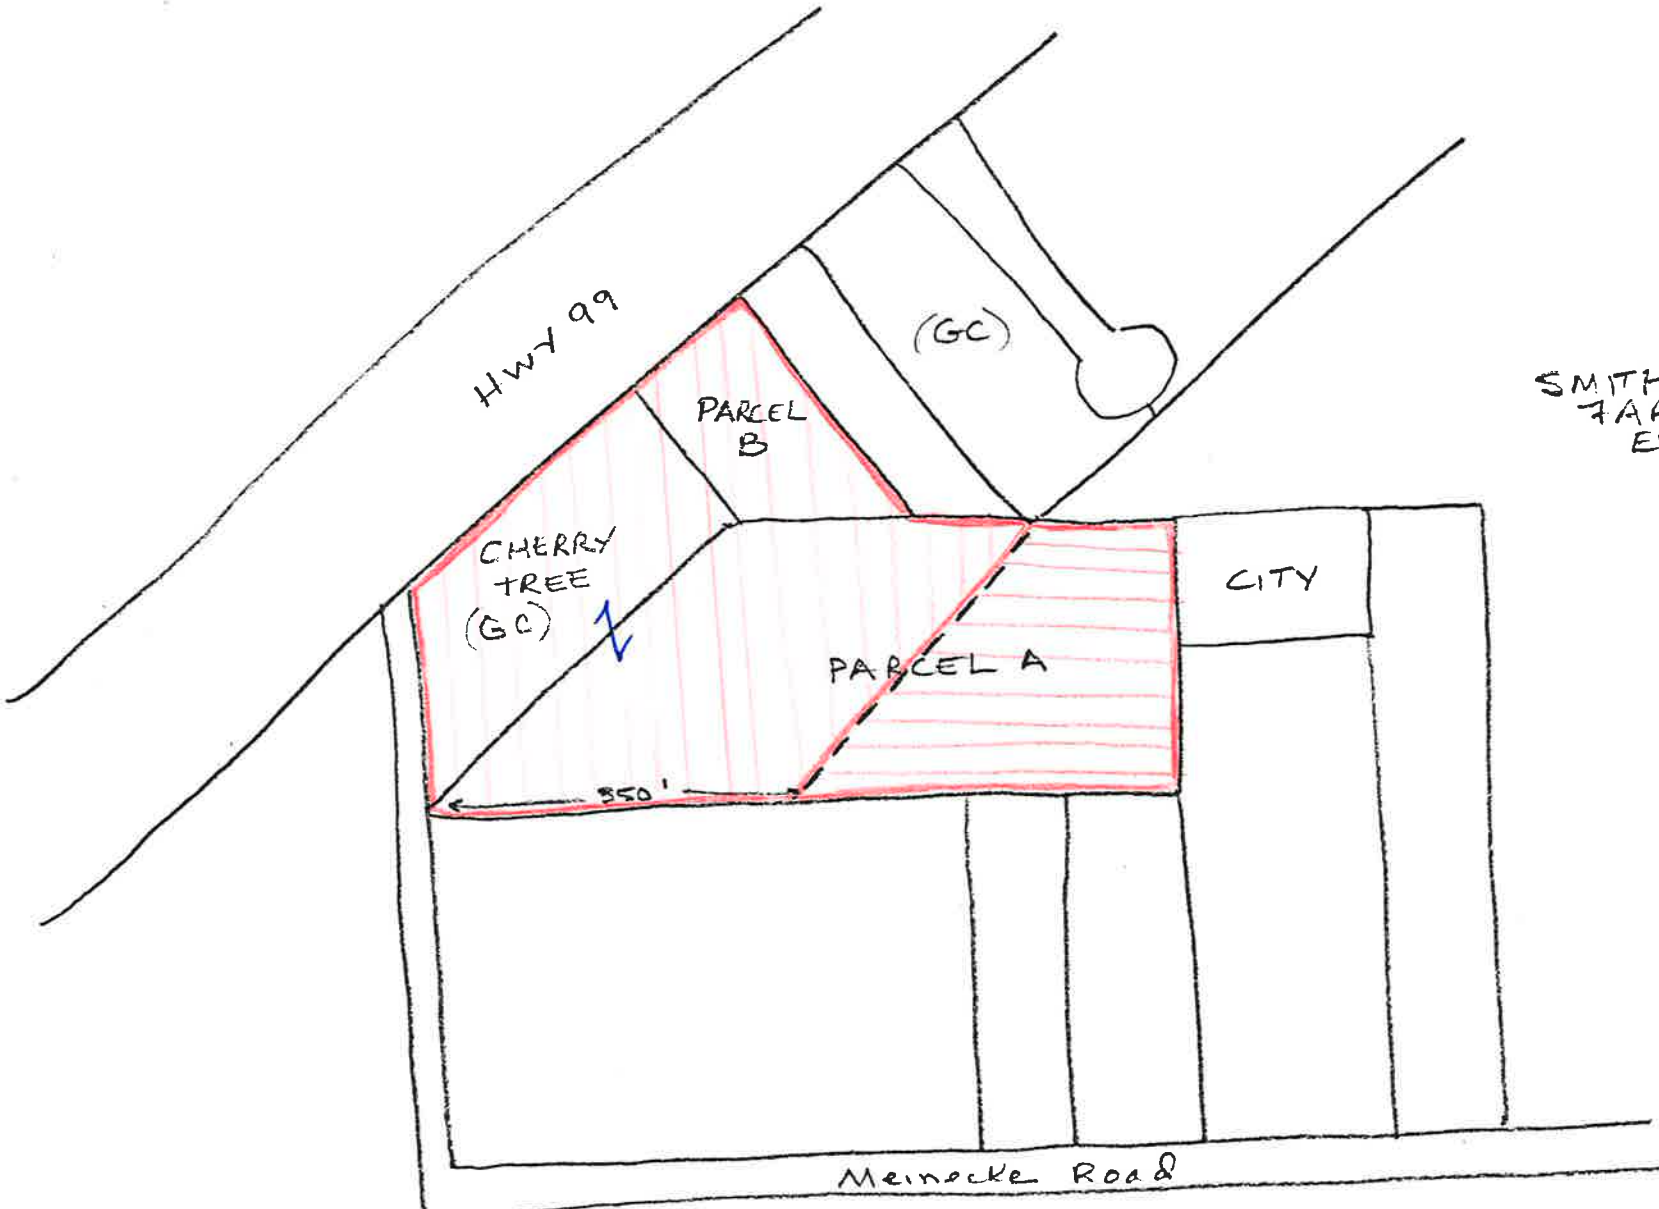 HWY 99
(GC)
PARCEL
B
CHERRY
TREE
(GC)
CITY
PARCEL A
350'
Meinecke Road